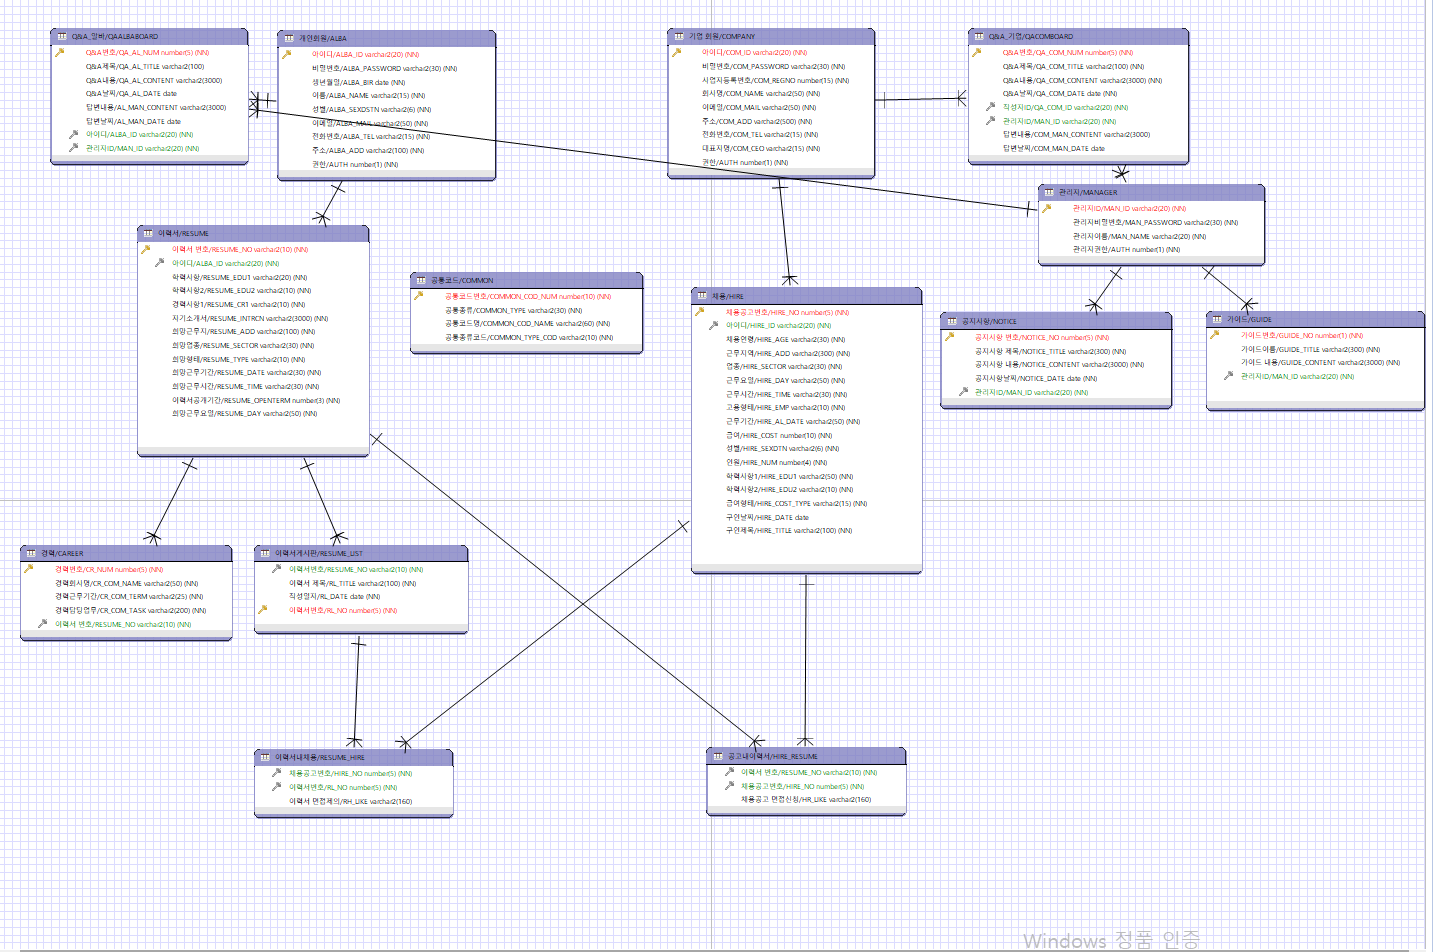 Q&A_알바/QAALBABOARD
Q&A번호/QA_AL_NUM number(5) (NN)
Q&A제목/QA_AL_TITLE varchar2(100)
Q&A내용/QA_AL_CONTENT varchar2(3000)
Q&A날짜/QA_AL_DATE date
답변내용/AL_MAN_CONTENT varchar2(3000)
답변날짜/AL_MAN_DATE date
아이디/ALBA_ID varchar2(20) (NN)
관리자ID/MAN_ID varchar2(20) (NN)
개인회원/ALBA
아이디/ALBA_ID varchar2(20) (NN)
비밀번호/ALBA_PASSWORD varchar2(30) (NN)
생년월일/ALBA_BIR date (NN)
이름/ALBA_NAME varchar2(15) (NN)
성별/ALBA_SEXDSTN varchar2(6) (NN)
이메일/ALBA_MAIL varchar2(50) (NN)
전화번호/ALBA_TEL varchar2(15) (NN)
주소/ALBA_ADD varchar2(100) (NN)
권한/AUTH number(1) (NN)
기업 회원/COMPANY
아이디/COM_ID varchar2(20) (NN)
비밀번호/COM_PASSWORD varchar2(30) (NN)
사업자등록번호/COM_REGNO number(15) (NN)
회사명/COM_NAME varchar2(50) (NN)
이메일/COM_MAIL varchar2(50) (NN)
주소/COM_ADD varchar2(500) (NN)
전화번호/COM_TEL varchar2(15) (NN)
대표자명/COM_CEO varchar2(15) (NN)
권한/AUTH number(1) (NN)
Q&A_기업/QACOMBOARD
Q&A번호/QA_COM_NUM number(5) (NN)
Q&A제목/QA_COM_TITLE varchar2(100) (NN)
Q&A내용/QA_COM_CONTENT varchar2(3000) (NN)
Q&A날짜/QA_COM_DATE date (NN)
작성자ID/QA_COM_ID varchar2(20) (NN)
관리자ID/MAN_ID varchar2(20) (NN)
답변내용/COM_MAN_CONTENT varchar2(3000)
답변날짜/COM_MAN_DATE date
관리자/MANAGER
관리자ID/MAN_ID varchar2(20) (NN)
관리자비밀번호/MAN_PASSWORD varchar2(30) (NN)
관리자이름/MAN_NAME varchar2(20) (NN)
관리자권한/AUTH number(1) (NN)
이력서/RESUME
이력서 번호/RESUME_NO varchar2(10) (NN)
아이디/ALBA_ID varchar2(20) (NN)
학력사항/RESUME_EDU1 varchar2(20) (NN)
학력사항2/RESUME_EDU2 varchar2(10) (NN)
경력사항1/RESUME_CR1 varchar2(10) (NN)
자기소개서/RESUME_INTRCN varchar2(3000) (NN)
희망근무지/RESUME_ADD varchar2(100) (NN)
희망업종/RESUME_SECTOR varchar2(30) (NN)
희망형태/RESUME_TYPE varchar2(10) (NN)
희망근무기간/RESUME_DATE varchar2(30) (NN)
희망근무시간/RESUME_TIME varchar2(30) (NN)
이력서공개기간/RESUME_OPENTERM number(3) (NN)
희망근무요일/RESUME_DAY varchar2(50) (NN)
공통코드/COMMON
공통코드번호/COMMON_COD_NUM number(10) (NN)
공통종류/COMMON_TYPE varchar2(30) (NN)
공통코드명/COMMON_COD_NAME varchar2(60) (NN)
공통종류코드/COMMON_TYPE_COD varchar2(10) (NN)
채용/HIRE
채용공고번호/HIRE_NO number(5) (NN)
아이디/HIRE_ID varchar2(20) (NN)
채용연령/HIRE_AGE varchar2(30) (NN)
근무지역/HIRE_ADD varchar2(300) (NN)
업종/HIRE_SECTOR varchar2(30) (NN)
근무요일/HIRE_DAY varchar2(50) (NN)
근무시간/HIRE_TIME varchar2(30) (NN)
고용형태/HIRE_EMP varchar2(10) (NN)
근무기간/HIRE_AL_DATE varchar2(50) (NN)
급여/HIRE_COST number(10) (NN)
성별/HIRE_SEXDTN varchar2(6) (NN)
인원/HIRE_NUM number(4) (NN)
학력사항1/HIRE_EDU1 varchar2(50) (NN)
학력사항2/HIRE_EDU2 varchar2(10) (NN)
급여형태/HIRE_COST_TYPE varchar2(15) (NN)
구인날짜/HIRE_DATE date
구인제목/HIRE_TITLE varchar2(100) (NN)
공지사항/NOTICE
공지사항 번호/NOTICE_NO number(5) (NN)
공지사항 제목/NOTICE_TITLE varchar2(300) (NN)
공지사항 내용/NOTICE_CONTENT varchar2(3000) (NN)
공지사항날짜/NOTICE_DATE date (NN)
관리자ID/MAN_ID varchar2(20) (NN)
가이드/GUIDE
가이드번호/GUIDE_NO number(1) (NN)
가이드이름/GUIDE_TITLE varchar2(300) (NN)
가이드 내용/GUIDE_CONTENT varchar2(3000) (NN)
관리자ID/MAN_ID varchar2(20) (NN)
경력/CAREER
경력번호/CR_NUM number(5) (NN)
경력회사명/CR_COM_NAME varchar2(50) (NN)
경력근무기간/CR_COM_TERM varchar2(25) (NN)
경력담당업무/CR_COM_TASK varchar2(200) (NN)
이력서 번호/RESUME_NO varchar2(10) (NN)
이력서게시판/RESUME_LIST
이력서번호/RESUME_NO varchar2(10) (NN)
이력서 제목/RL_TITLE varchar2(100) (NN)
작성일자/RL_DATE date (NN)
이력서번호/RL_NO number(5) (NN)
이력서내채용/RESUME_HIRE
채용공고번호/HIRE_NO number(5) (NN)
이력서번호/RL_NO number(5) (NN)
이력서 면접제의/RH_LIKE varchar2(160)
공고내이력서/HIRE_RESUME
이력서 번호/RESUME_NO varchar2(10) (NN)
채용공고번호/HIRE_NO number(5) (NN)
채용공고 면접신청/HR_LIKE varchar2(160)
Windows 정품 인증